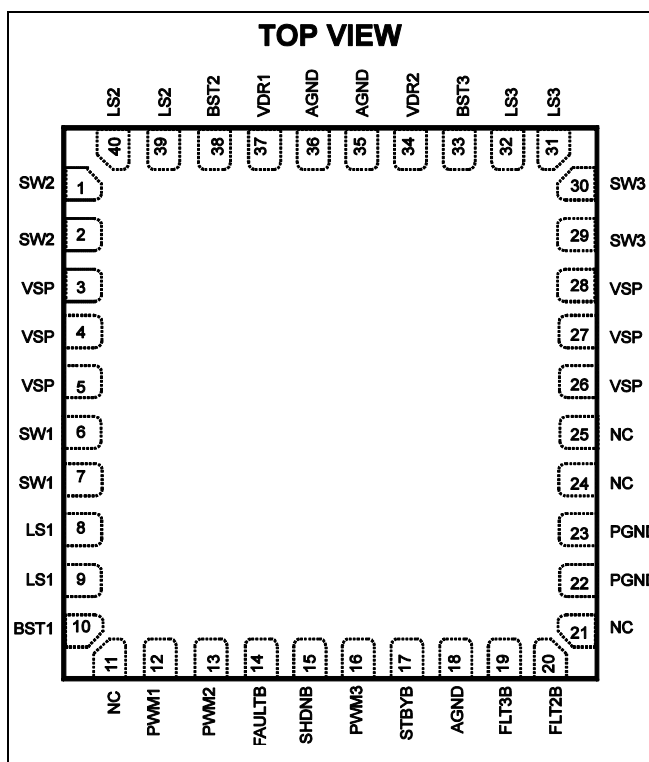 TOP VIEW
LS2 LS2 BST2 VDR1 AGND AGND VDR2 BST3 LS3 LS3
40 39 38 37 36 35 34 33 32 31
SW2 1 30 SW3
SW2 2 29 SW3
VSP 3 28 VSP
VSP 4 27 VSP
VSP 5 26 VSP
SW1 6 25 NC
SW1 7 24 NC
LS1 8 23 PGND
LS1 9 22 PGND
BST1 10 21 NC
11 12 13 14 15 16 17 18 19 20
NC PWM1 PWM2 FAULTB SHDNB PWM3 STBYB AGND FLT3B FLT2B